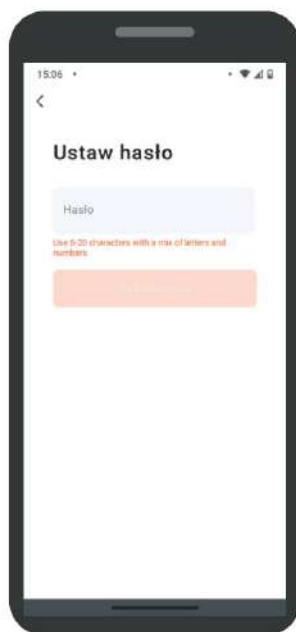 15:06
Ustaw hasło
Hasło
Use 6-20 characters with a mix of letters and
numbers.